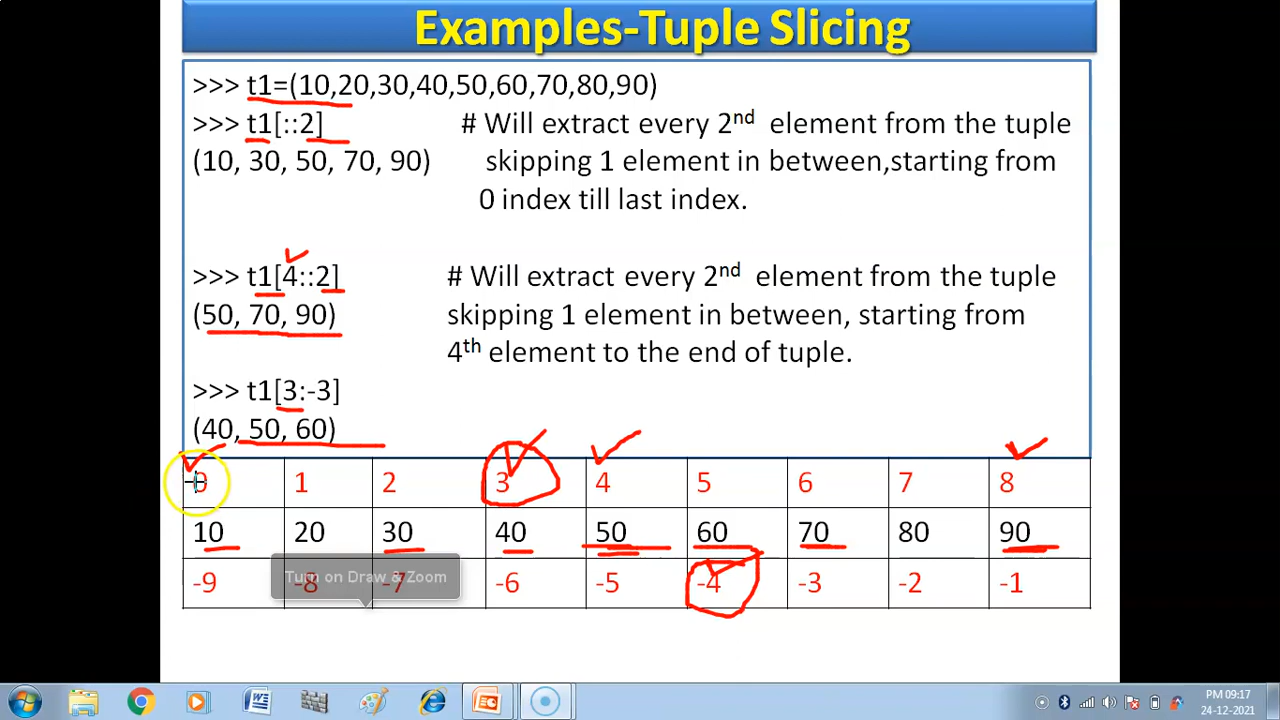 Examples-Tuple Slicing
>>> t1=(10,20,30,40,50,60,70,80,90)
>>> t1[::2] # Will extract every 2nd element from the tuple
(10, 30, 50, 70, 90) skipping 1 element in between,starting from
0 index till last index.
>>> t1[4::2] # Will extract every 2nd element from the tuple
(50, 70, 90) skipping 1 element in between, starting from
4th element to the end of tuple.
>>> t1[3:-3]
(40, 50, 60)
0 1 2 3 4 5 6 7 8
10 20 30 40 50 60 70 80 90
Turn on Draw & Zoom
-9 -8 -7 -6 -5 -4 -3 -2 -1
PM 09:17
24-12-2021